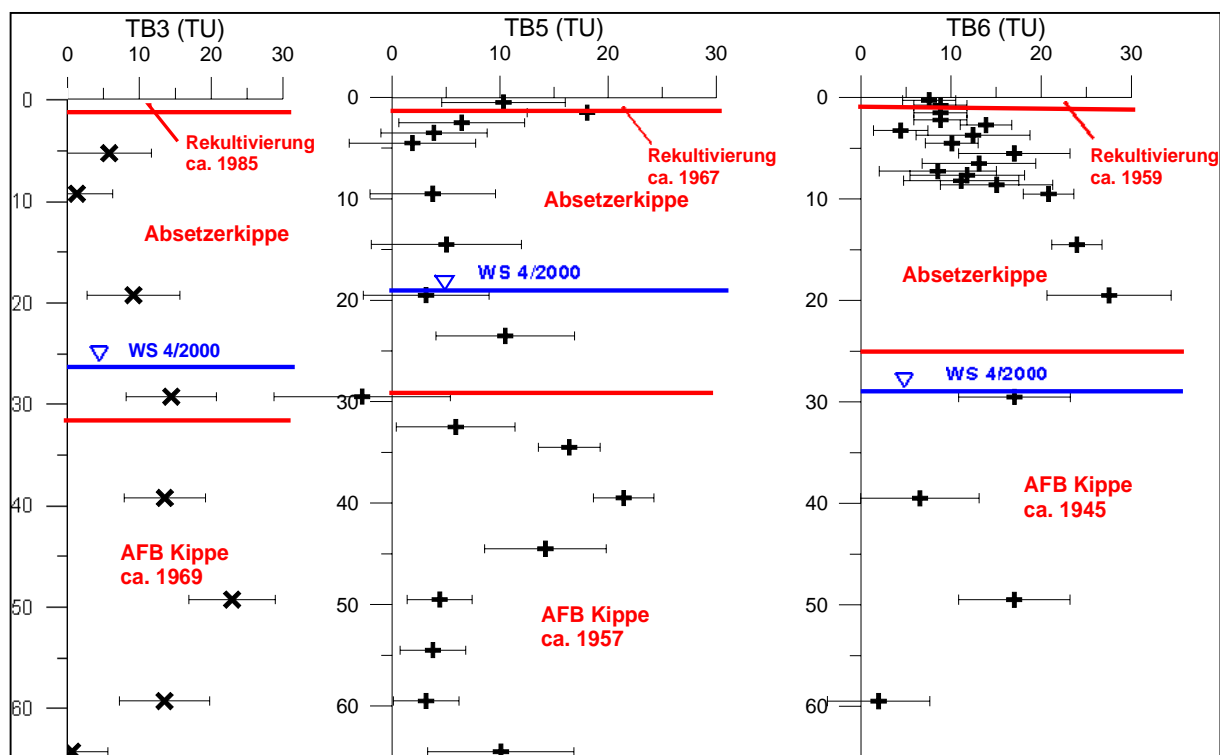 TB3 (TU)
0 10 20 30
0
10
20
30
40
50
60
Rekultivierung
ca. 1985
Absetzerkippe
WS 4/2000
AFB Kippe
ca. 1969
TB5 (TU)
0 10 20 30
0
10
20
30
40
50
60
Rekultivierung
ca. 1967
Absetzerkippe
WS 4/2000
AFB Kippe
ca. 1957
TB6 (TU)
0 10 20 30
0
10
20
30
40
50
60
Rekultivierung
ca. 1959
Absetzerkippe
WS 4/2000
AFB Kippe
ca. 1945